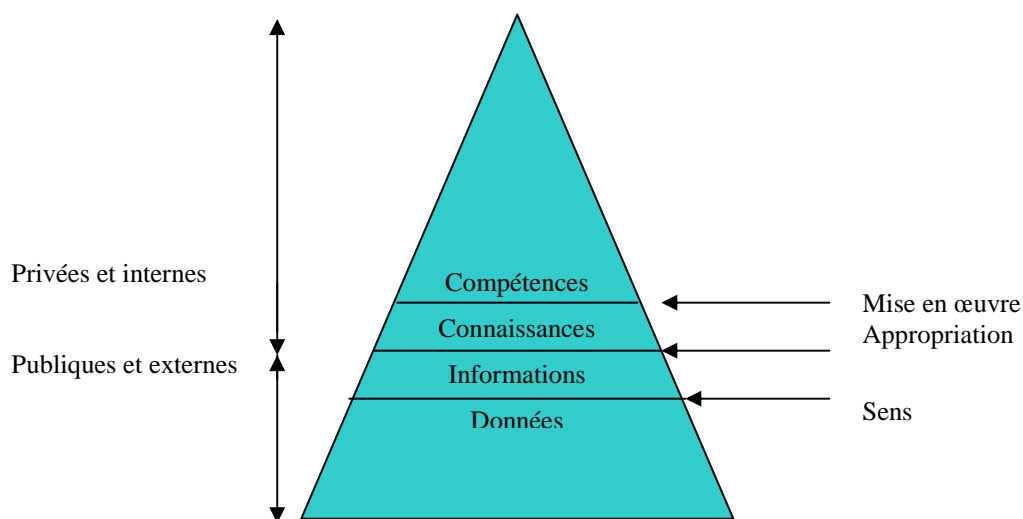 Privées et internes
Publiques et externes
Compétences
Connaissances
Informations
Données
Mise en œuvre
Appropriation
Sens